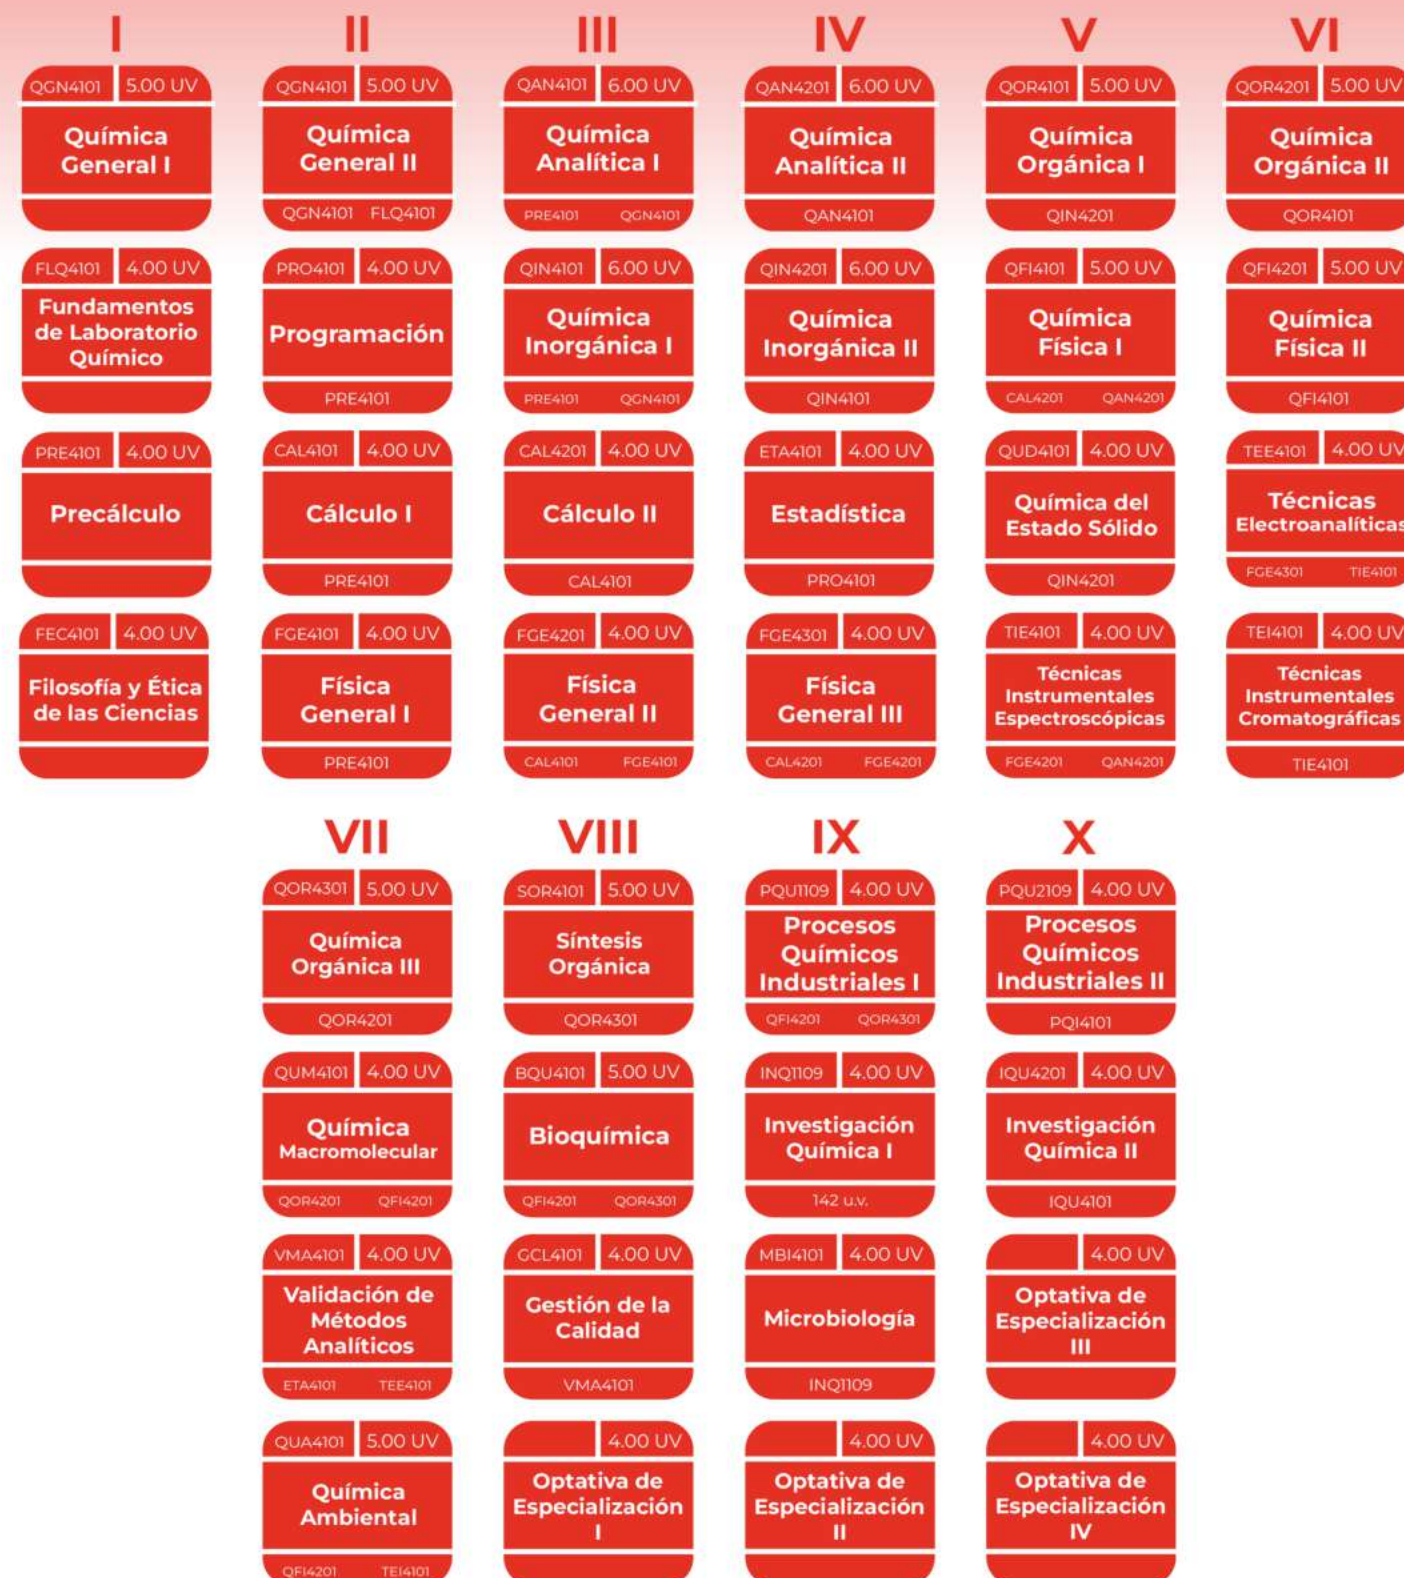 I
QGN4101 5.00 UV
Química
General I
FLQ4101 4.00 UV
Fundamentos
de Laboratorio
Químico
PRE4101 4.00 UV
Precálculo
FEC4101 4.00 UV
Filosofía y Ética
de las Ciencias
II
QGN4101 5.00 UV
Química
General II
QGN4101 FLQ4101
PRO4101 4.00 UV
Programación
PRE4101
CAL4101 4.00 UV
Cálculo I
PRE4101
FGE4101 4.00 UV
Física
General I
PRE4101
III
QAN4101 6.00 UV
Química
Analítica I
PRE4101 QGN4101
QIN4101 6.00 UV
Química
Inorgánica I
PRE4101 QGN4101
CAL4201 4.00 UV
Cálculo II
CAL4101
FGE4201 4.00 UV
Física
General II
CAL4101 FGE4101
IV
QAN4201 6.00 UV
Química
Analítica II
QAN4101
QIN4201 6.00 UV
Química
Inorgánica II
QIN4101
ETA4101 4.00 UV
Estadística
PRO4101
FGE4301 4.00 UV
Física
General III
CAL4201 FGE4201
V
QOR4101 5.00 UV
Química
Orgánica I
QIN4201
QFI4101 5.00 UV
Química
Física I
CAL4201 QAN4201
QUD4101 4.00 UV
Química del
Estado Sólido
QIN4201
TIE4101 4.00 UV
Técnicas
Instrumentales
Espectroscópicas
FGE4201 QAN4201
VI
QOR4201 5.00 UV
Química
Orgánica II
QOR4101
QFI4201 5.00 UV
Química
Física II
QFI4101
TEE4101 4.00 UV
Técnicas
Electroanalíticas
FGE4301 TIE4101
TEI4101 4.00 UV
Técnicas
Instrumentales
Cromatográficas
TIE4101
VII
QOR4301 5.00 UV
Química
Orgánica III
QOR4201
QUM4101 4.00 UV
Química
Macromolecular
QOR4201 QFI4201
VMA4101 4.00 UV
Validación de
Métodos
Analíticos
ETA4101 TEE4101
QUA4101 5.00 UV
Química
Ambiental
QFI4201 TEI4101
VIII
SOR4101 5.00 UV
Síntesis
Orgánica
QOR4301
BQU4101 5.00 UV
Bioquímica
QFI4201 QOR4301
GCL4101 4.00 UV
Gestión de la
Calidad
VMA4101
4.00 UV
Optativa de
Especialización
I
IX
PQU1109 4.00 UV
Procesos
Químicos
Industriales I
QFI4201 QOR4301
INQ1109 4.00 UV
Investigación
Química I
142 u.v.
MBI4101 4.00 UV
Microbiología
INQ1109
4.00 UV
Optativa de
Especialización
II
X
PQU2109 4.00 UV
Procesos
Químicos
Industriales II
PQI4101
IQU4201 4.00 UV
Investigación
Química II
IQU4101
4.00 UV
Optativa de
Especialización
III
4.00 UV
Optativa de
Especialización
IV